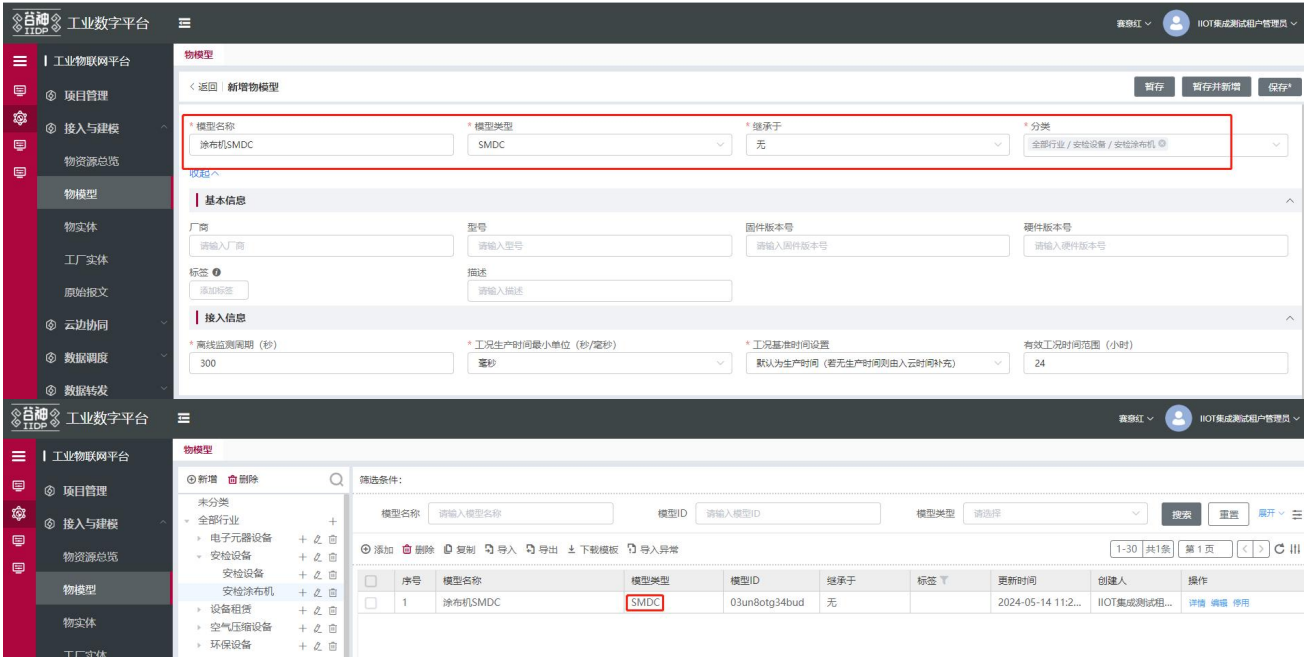 谷神 IIDP 工业数字平台 赛意红 IIOT集成测试租户管理员
工业物联网平台 物模型
项目管理 返回 新增物模型 暂存 暂存并新增 保存*
接入与建模 * 模型名称 * 模型类型 * 继承于 * 分类
涂布机SMDC SMDC 无 全部行业 / 安检设备 / 安检涂布机
物资源总览 收起
物模型 基本信息
物实体 厂商 型号 固件版本号 硬件版本号
请输入厂商 请输入型号 请输入固件版本号 请输入硬件版本号
工厂实体 标签 描述
原始报文 添加标签 请输入描述
云边协同 接入信息
数据调度 * 离线监测周期（秒） * 工况生产时间最小单位（秒/毫秒） * 工况基准时间设置 有效工况时间范围（小时）
300 毫秒 默认为生产时间（若无生产时间则由入云时间补充） 24
数据转发
谷神 IIDP 工业数字平台 赛意红 IIOT集成测试租户管理员
工业物联网平台 物模型
项目管理 新增 删除 筛选条件：
接入与建模 未分类
全部行业 模型名称 请输入模型名称 模型ID 请输入模型ID 模型类型 请选择 搜索 重置 展开
物资源总览 电子元器设备
安检设备 添加 删除 复制 导入 导出 下载模板 导入异常 1-30 共1条 第1页
物模型 安检设备 序号 模型名称 模型类型 模型ID 继承于 标签 更新时间 创建人 操作
安检涂布机 1 涂布机SMDC SMDC 03un8otg34bud 无 2024-05-14 11:2... IIOT集成测试租... 详情 编辑 停用
物实体 设备租赁
空气压缩设备
工厂实体 环保设备